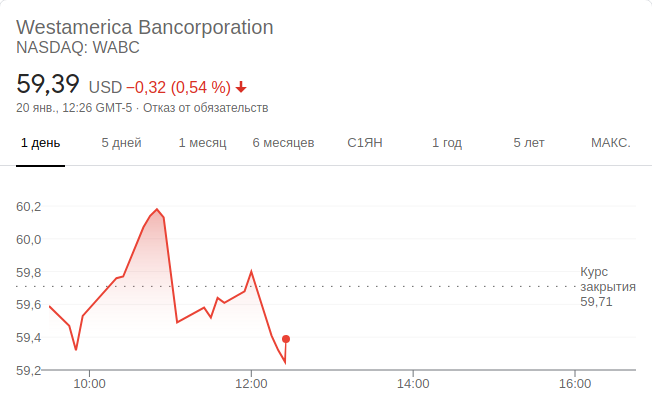 Westamerica Bancorporation
NASDAQ: WABC
59,39 USD −0,32 (0,54 %)
20 янв., 12:26 GMT-5 · Отказ от обязательств
1 день 5 дней 1 месяц 6 месяцев С1ЯН 1 год 5 лет МАКС.
60,2
60,0
59,8
Курс
закрытия
59,71
59,6
59,4
59,2
10:00 12:00 14:00 16:00